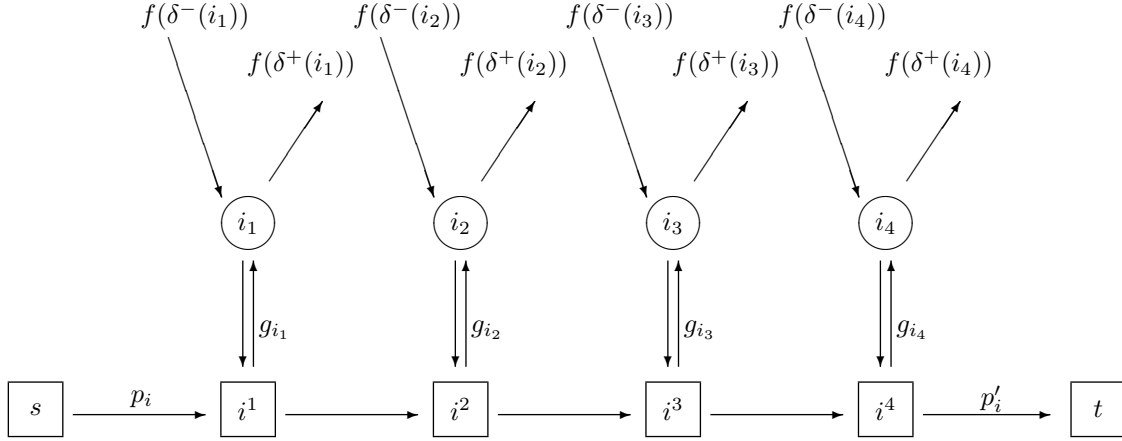 f(δ⁻(i₁)) f(δ⁻(i₂)) f(δ⁻(i₃)) f(δ⁻(i₄))
f(δ⁺(i₁)) f(δ⁺(i₂)) f(δ⁺(i₃)) f(δ⁺(i₄))
i₁ i₂ i₃ i₄
g_{i₁} g_{i₂} g_{i₃} g_{i₄}
s p_i i¹ i² i³ i⁴ p'_i t